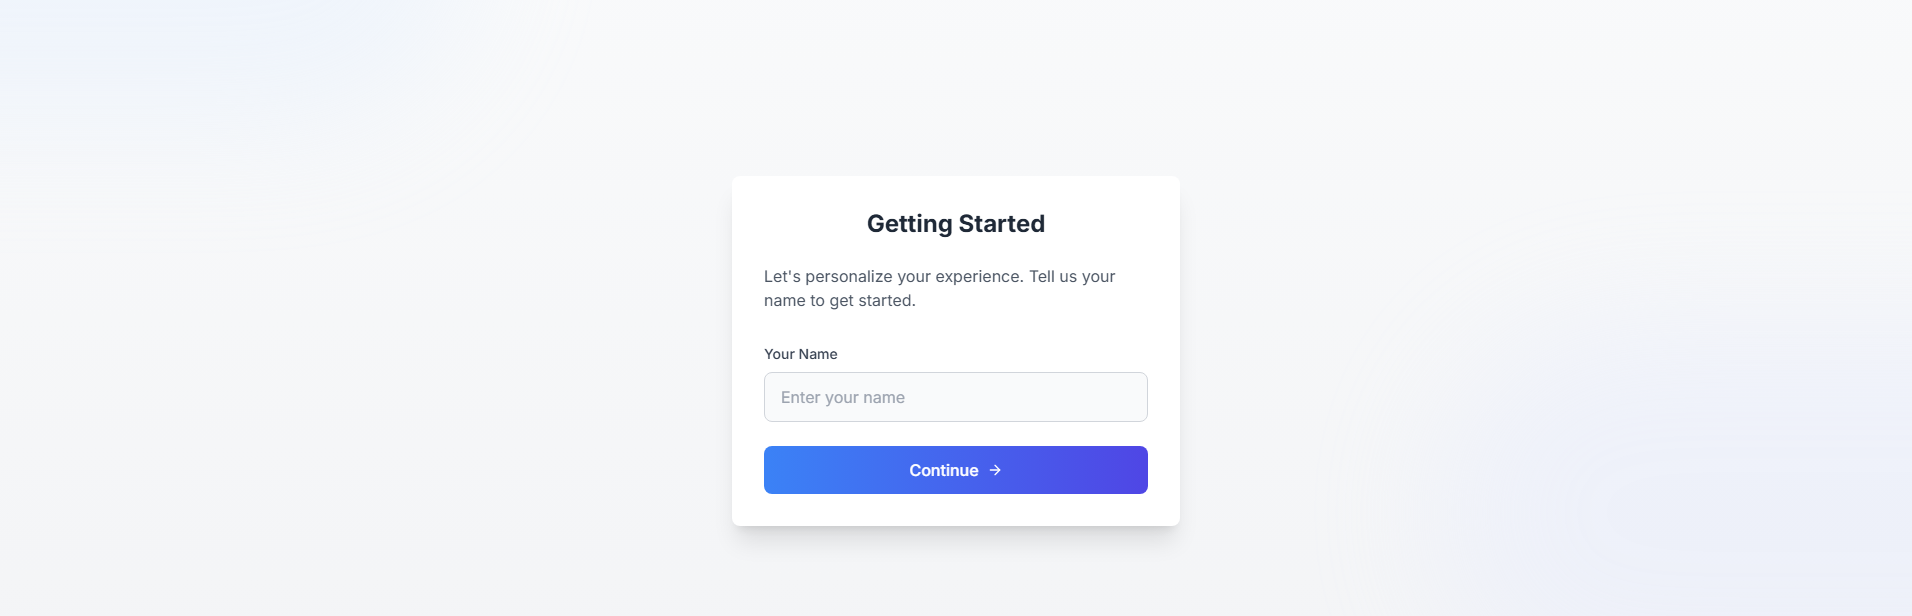 Getting Started
Let's personalize your experience. Tell us your
name to get started.
Your Name
Enter your name
Continue →